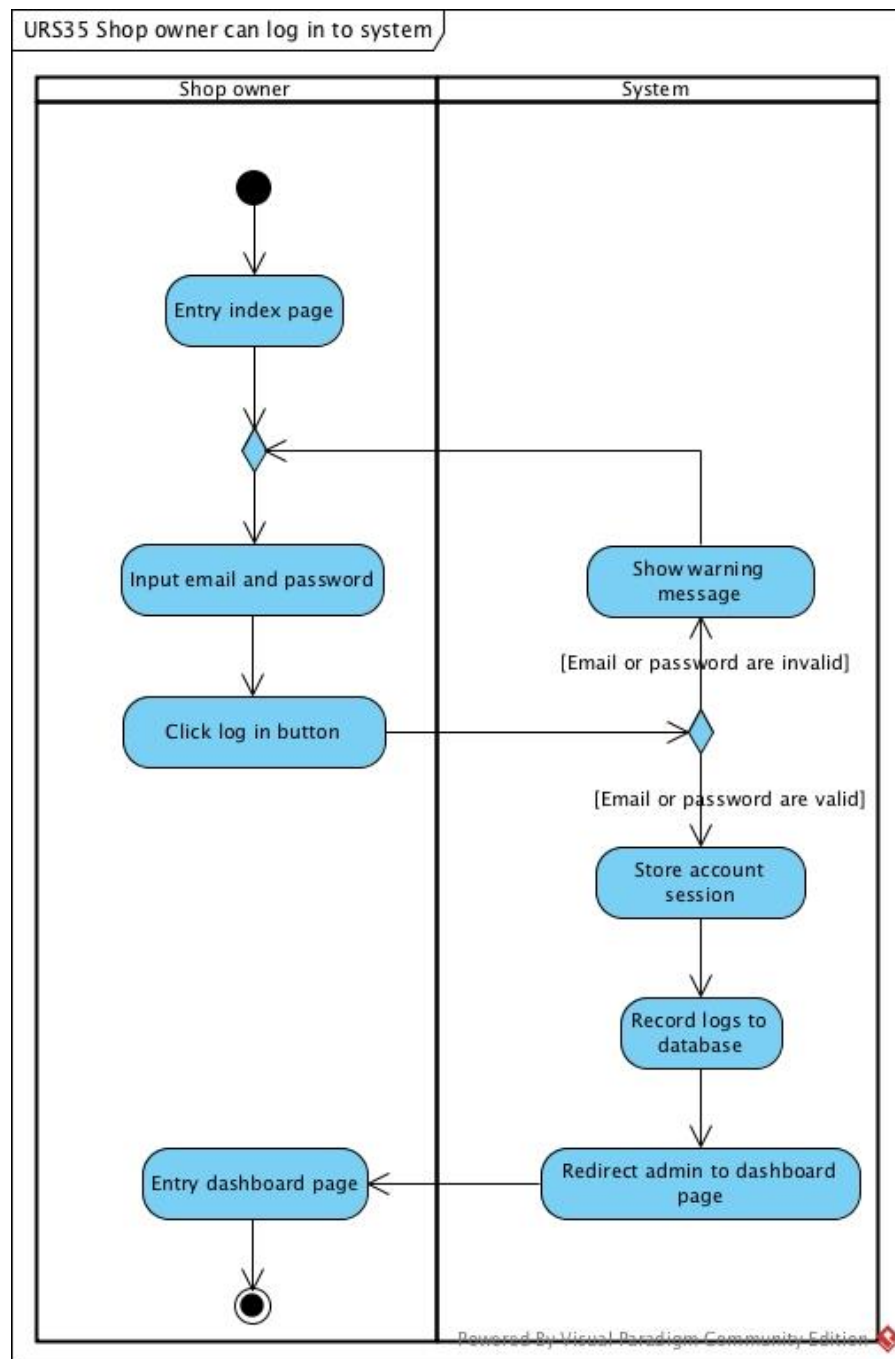 URS35 Shop owner can log in to system
Shop owner
System
Entry index page
Input email and password
Show warning
message
[Email or password are invalid]
Click log in button
[Email or password are valid]
Store account
session
Record logs to
database
Entry dashboard page
Redirect admin to dashboard
page
Powered By Visual Paradigm Community Edition